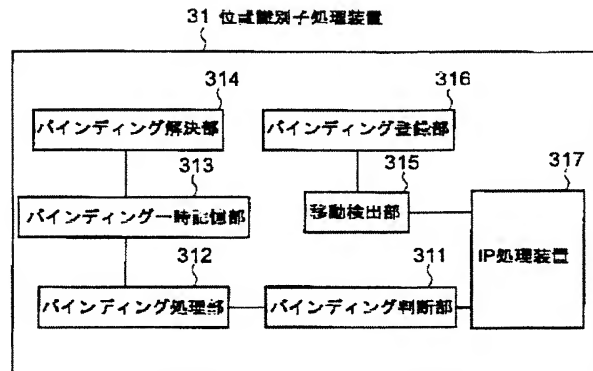 31 位置識別子処理装置
314
バインディング解決部
316
バインディング登録部
313
バインディング一時記憶部
315
移動検出部
317
IP処理装置
312
バインディング処理部
311
バインディング判断部